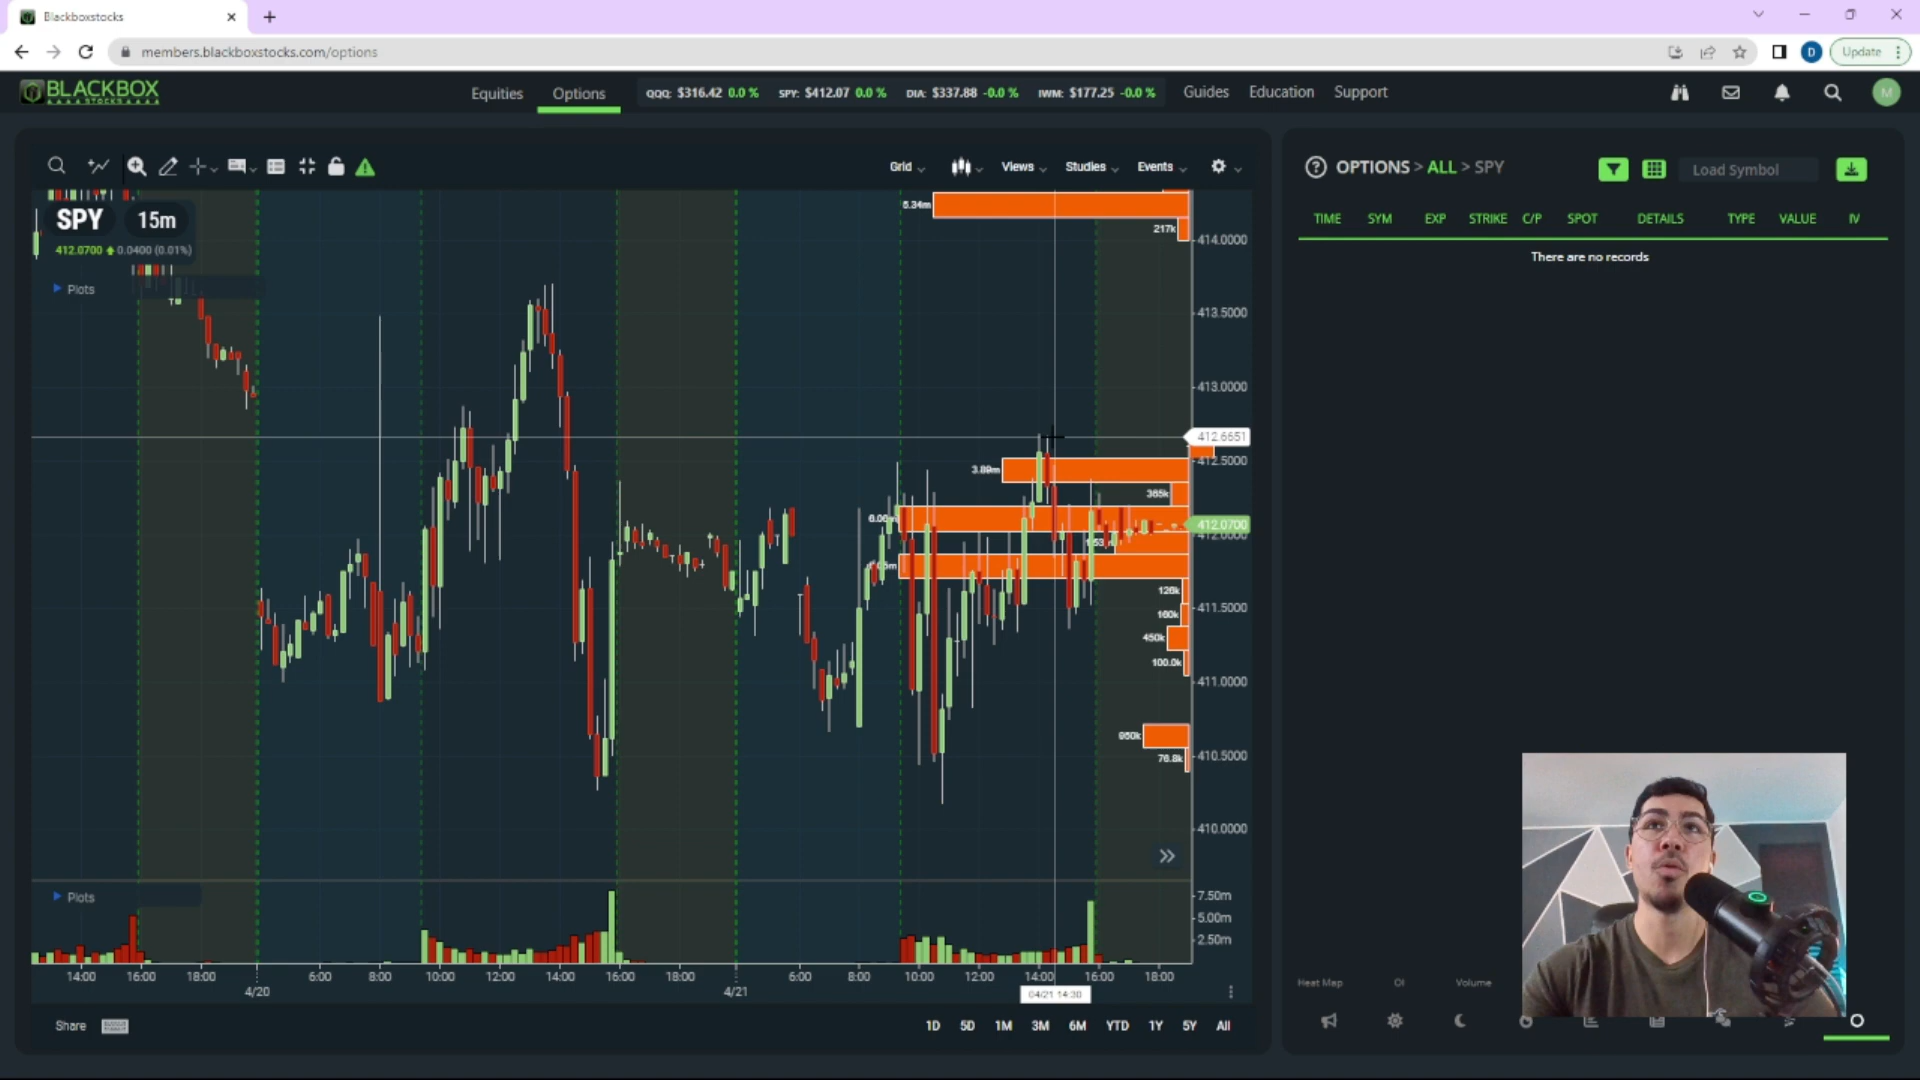 Blackboxstocks
members.blackboxstocks.com/options
D
Update
BLACKBOX
STOCKS
Equities
Options
QQQ: $316.42 0.0 %
SPY: $412.07 0.0 %
DIA: $337.88 -0.0 %
IWM: $177.25 -0.0 %
Guides
Education
Support
M
Grid
Views
Studies
Events
OPTIONS > ALL > SPY
Load Symbol
TIME SYM EXP STRIKE C/P SPOT DETAILS TYPE VALUE IV
There are no records
SPY
15m
412.0700 0.0400 (0.01%)
Plots
217k
414.0000
413.5000
413.0000
412.6651
412.5000
365k
412.0700
412.0000
411.5000
450k
100.0k
411.0000
410.5000
410.0000
Plots
7.50m
5.00m
2.50m
14:00 16:00 18:00 6:00 8:00 10:00 12:00 14:00 16:00 18:00 6:00 8:00 10:00 12:00 14:00 16:00 18:00
4/20 4/21
04/21 14:30
Share
1D 5D 1M 3M 6M YTD 1Y 5Y All
Heat Map
OI
Volume